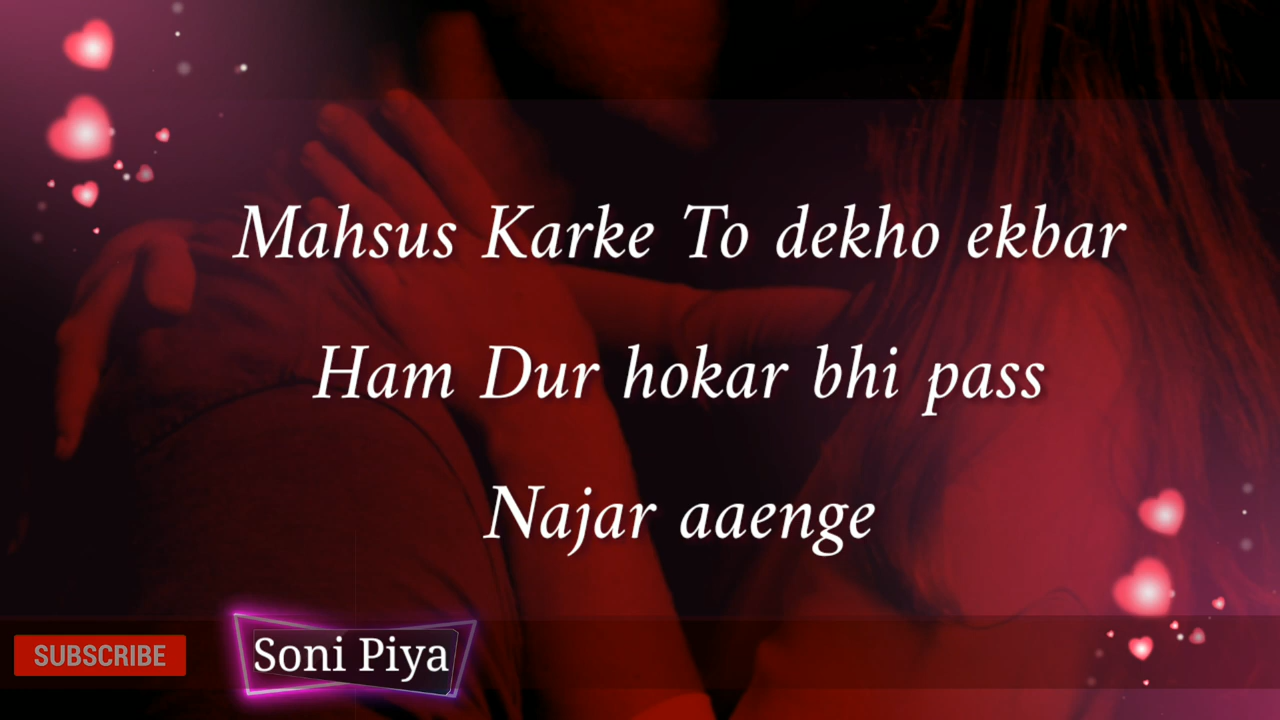 Mahsus Karke To dekho ekbar
Ham Dur hokar bhi pass
Najar aaenge
SUBSCRIBE
Soni Piya